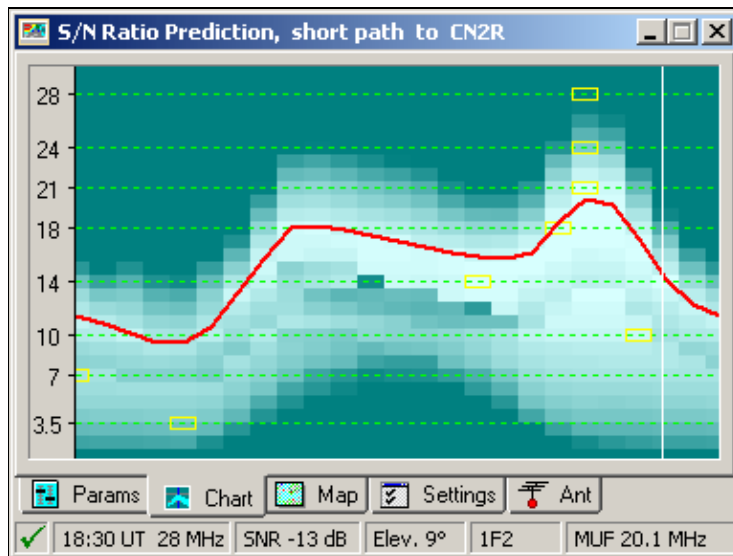 S/N Ratio Prediction, short path to CN2R
28
24
21
18
14
10
7
3.5
Params Chart Map Settings Ant
18:30 UT 28 MHz SNR -13 dB Elev. 9° 1F2 MUF 20.1 MHz